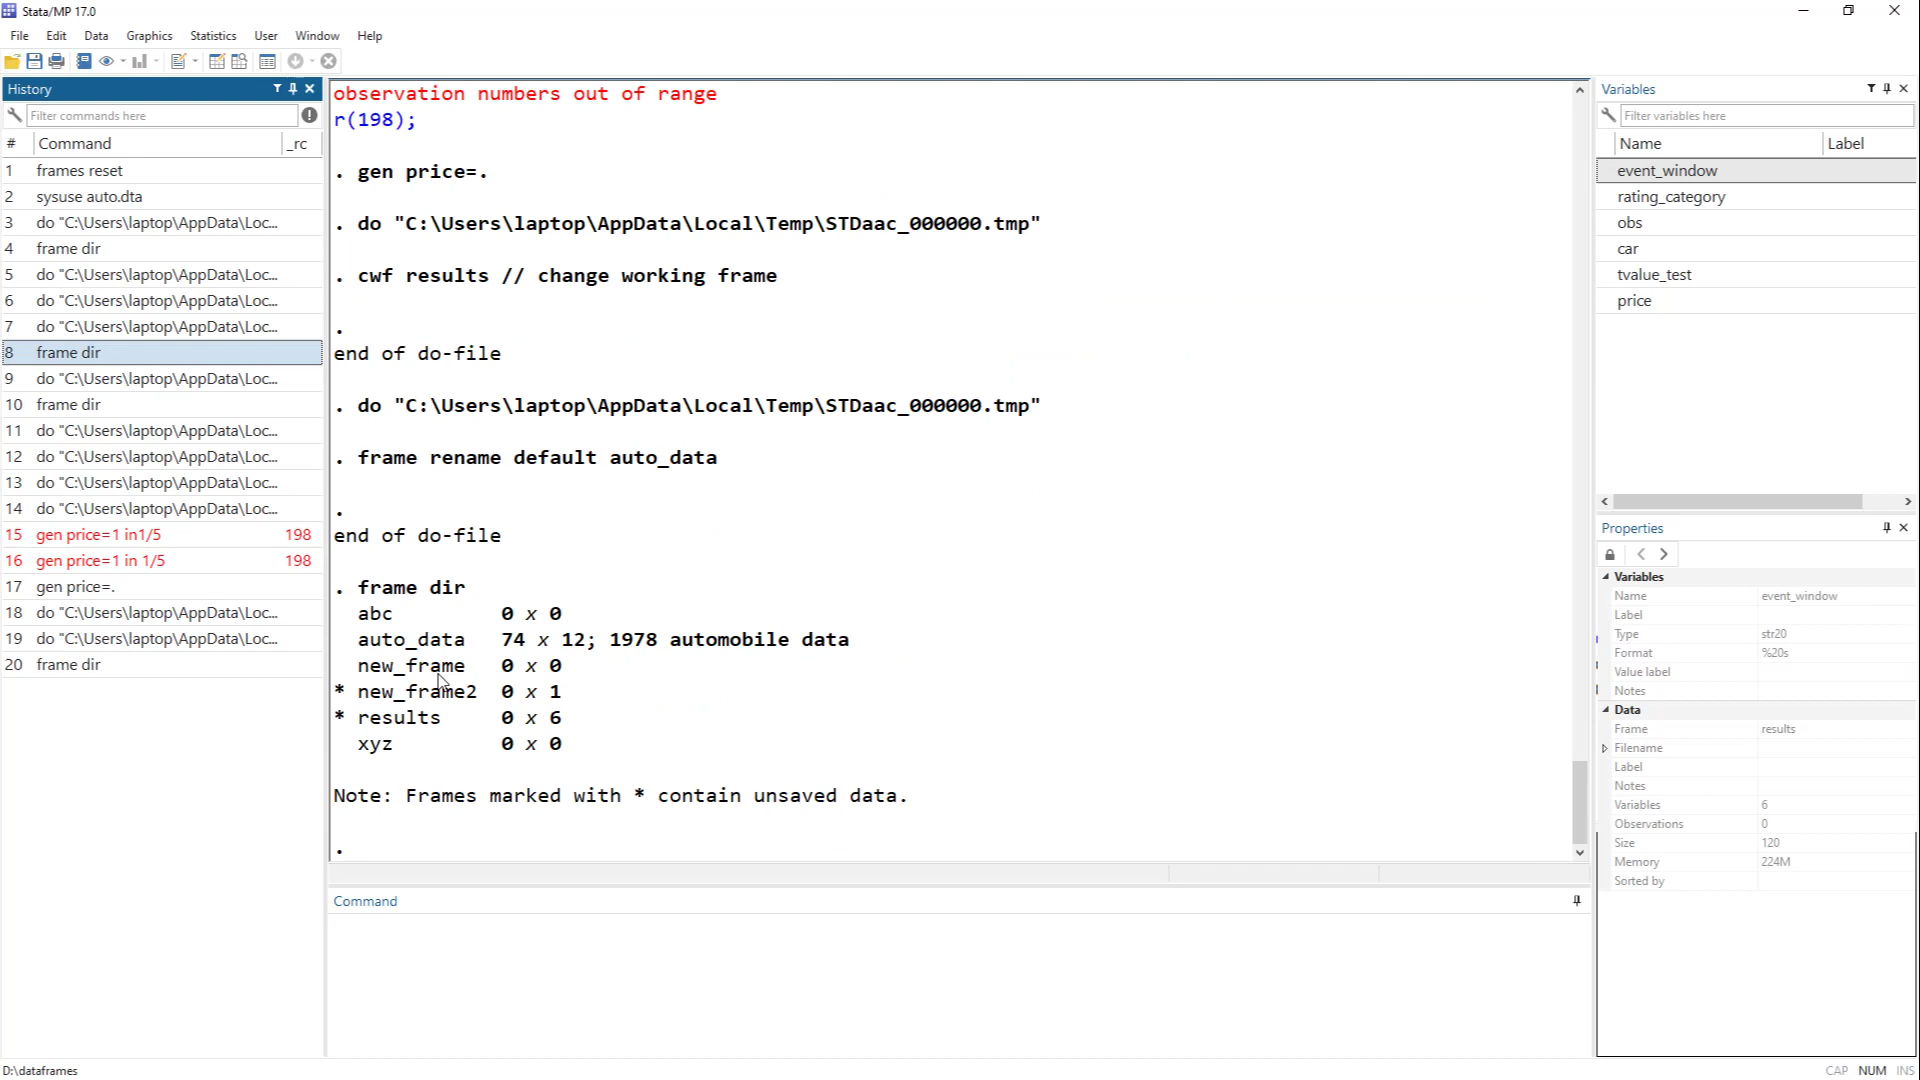 Stata/MP 17.0
File Edit Data Graphics Statistics User Window Help
History
Filter commands here
# Command _rc
1 frames reset
2 sysuse auto.dta
3 do "C:\Users\laptop\AppData\Loc...
4 frame dir
5 do "C:\Users\laptop\AppData\Loc...
6 do "C:\Users\laptop\AppData\Loc...
7 do "C:\Users\laptop\AppData\Loc...
8 frame dir
9 do "C:\Users\laptop\AppData\Loc...
10 frame dir
11 do "C:\Users\laptop\AppData\Loc...
12 do "C:\Users\laptop\AppData\Loc...
13 do "C:\Users\laptop\AppData\Loc...
14 do "C:\Users\laptop\AppData\Loc...
15 gen price=1 in1/5 198
16 gen price=1 in 1/5 198
17 gen price=.
18 do "C:\Users\laptop\AppData\Loc...
19 do "C:\Users\laptop\AppData\Loc...
20 frame dir
observation numbers out of range
r(198);
. gen price=.
. do "C:\Users\laptop\AppData\Local\Temp\STDaac_000000.tmp"
. cwf results // change working frame
.
end of do-file
. do "C:\Users\laptop\AppData\Local\Temp\STDaac_000000.tmp"
. frame rename default auto_data
.
end of do-file
. frame dir
abc 0 x 0
auto_data 74 x 12; 1978 automobile data
new_frame 0 x 0
* new_frame2 0 x 1
* results 0 x 6
xyz 0 x 0
Note: Frames marked with * contain unsaved data.
.
Command
Variables
Filter variables here
Name Label
event_window
rating_category
obs
car
tvalue_test
price
Properties
Variables
Name event_window
Label
Type str20
Format %20s
Value label
Notes
Data
Frame results
Filename
Label
Notes
Variables 6
Observations 0
Size 120
Memory 224M
Sorted by
D:\dataframes
CAP NUM INS